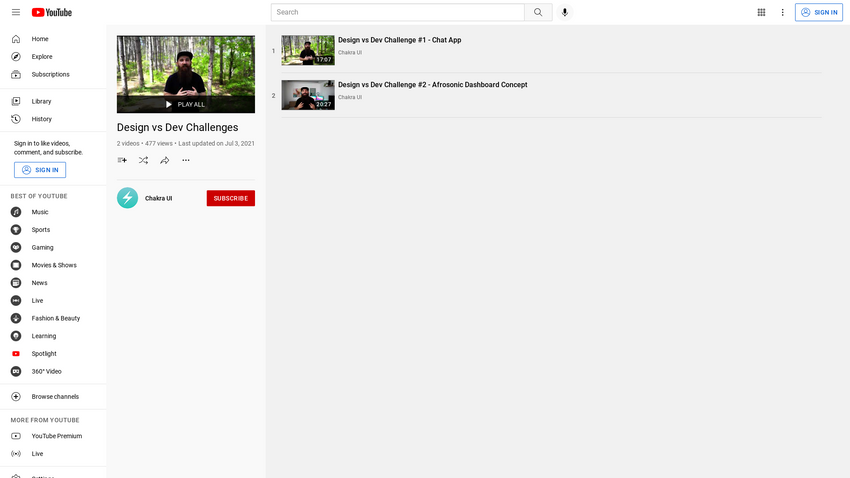 YouTube
Search
SIGN IN
Home
Explore
Subscriptions
Library
History
Sign in to like videos,
comment, and subscribe.
SIGN IN
BEST OF YOUTUBE
Music
Sports
Gaming
Movies & Shows
News
Live
Fashion & Beauty
Learning
Spotlight
360° Video
Browse channels
MORE FROM YOUTUBE
YouTube Premium
Live
Settings
PLAY ALL
Design vs Dev Challenges
2 videos • 477 views • Last updated on Jul 3, 2021
Chakra UI
SUBSCRIBE
1
17:07
Design vs Dev Challenge #1 - Chat App
Chakra UI
2
20:27
Design vs Dev Challenge #2 - Afrosonic Dashboard Concept
Chakra UI